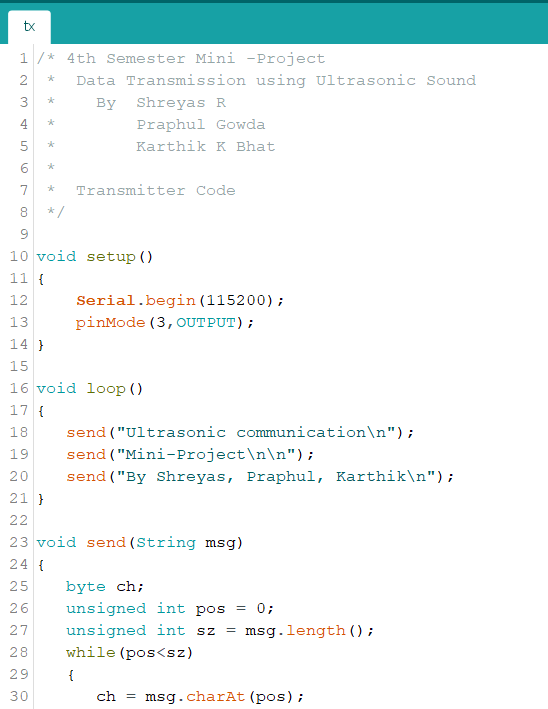 tx
1 /* 4th Semester Mini -Project
2  *  Data Transmission using Ultrasonic Sound
3  *    By  Shreyas R
4  *        Praphul Gowda
5  *        Karthik K Bhat
6  *
7  *  Transmitter Code
8  */
9
10 void setup()
11 {
12     Serial.begin(115200);
13     pinMode(3,OUTPUT);
14 }
15
16 void loop()
17 {
18    send("Ultrasonic communication\n");
19    send("Mini-Project\n\n");
20    send("By Shreyas, Praphul, Karthik\n");
21 }
22
23 void send(String msg)
24 {
25    byte ch;
26    unsigned int pos = 0;
27    unsigned int sz = msg.length();
28    while(pos<sz)
29    {
30       ch = msg.charAt(pos);